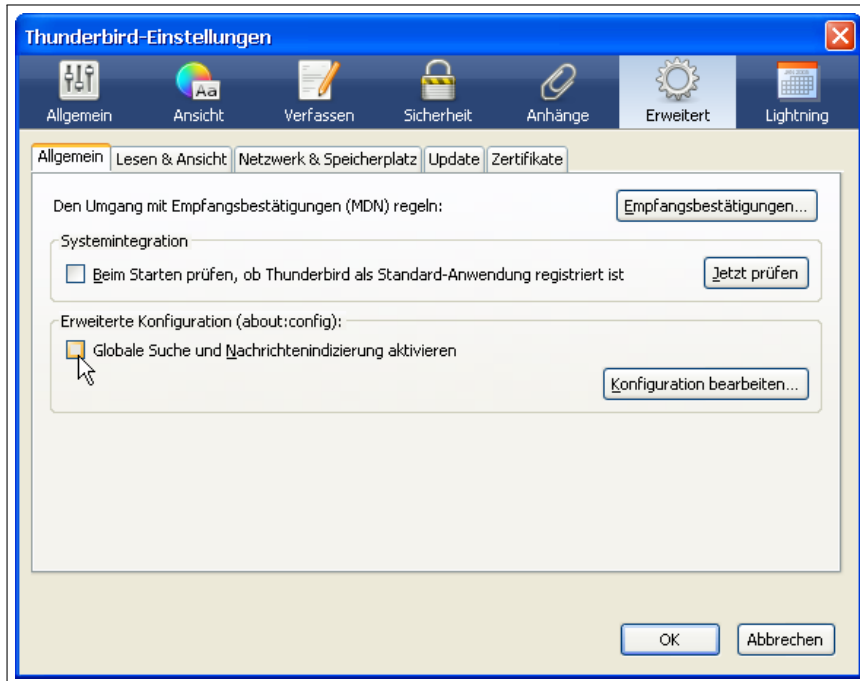 Thunderbird-Einstellungen
Aa
Allgemein Ansicht Verfassen Sicherheit Anhänge Erweitert Lightning
Allgemein Lesen & Ansicht Netzwerk & Speicherplatz Update Zertifikate
Den Umgang mit Empfangsbestätigungen (MDN) regeln: Empfangsbestätigungen...
Systemintegration
Beim Starten prüfen, ob Thunderbird als Standard-Anwendung registriert ist Jetzt prüfen
Erweiterte Konfiguration (about:config):
Globale Suche und Nachrichtenindizierung aktivieren
Konfiguration bearbeiten...
OK Abbrechen